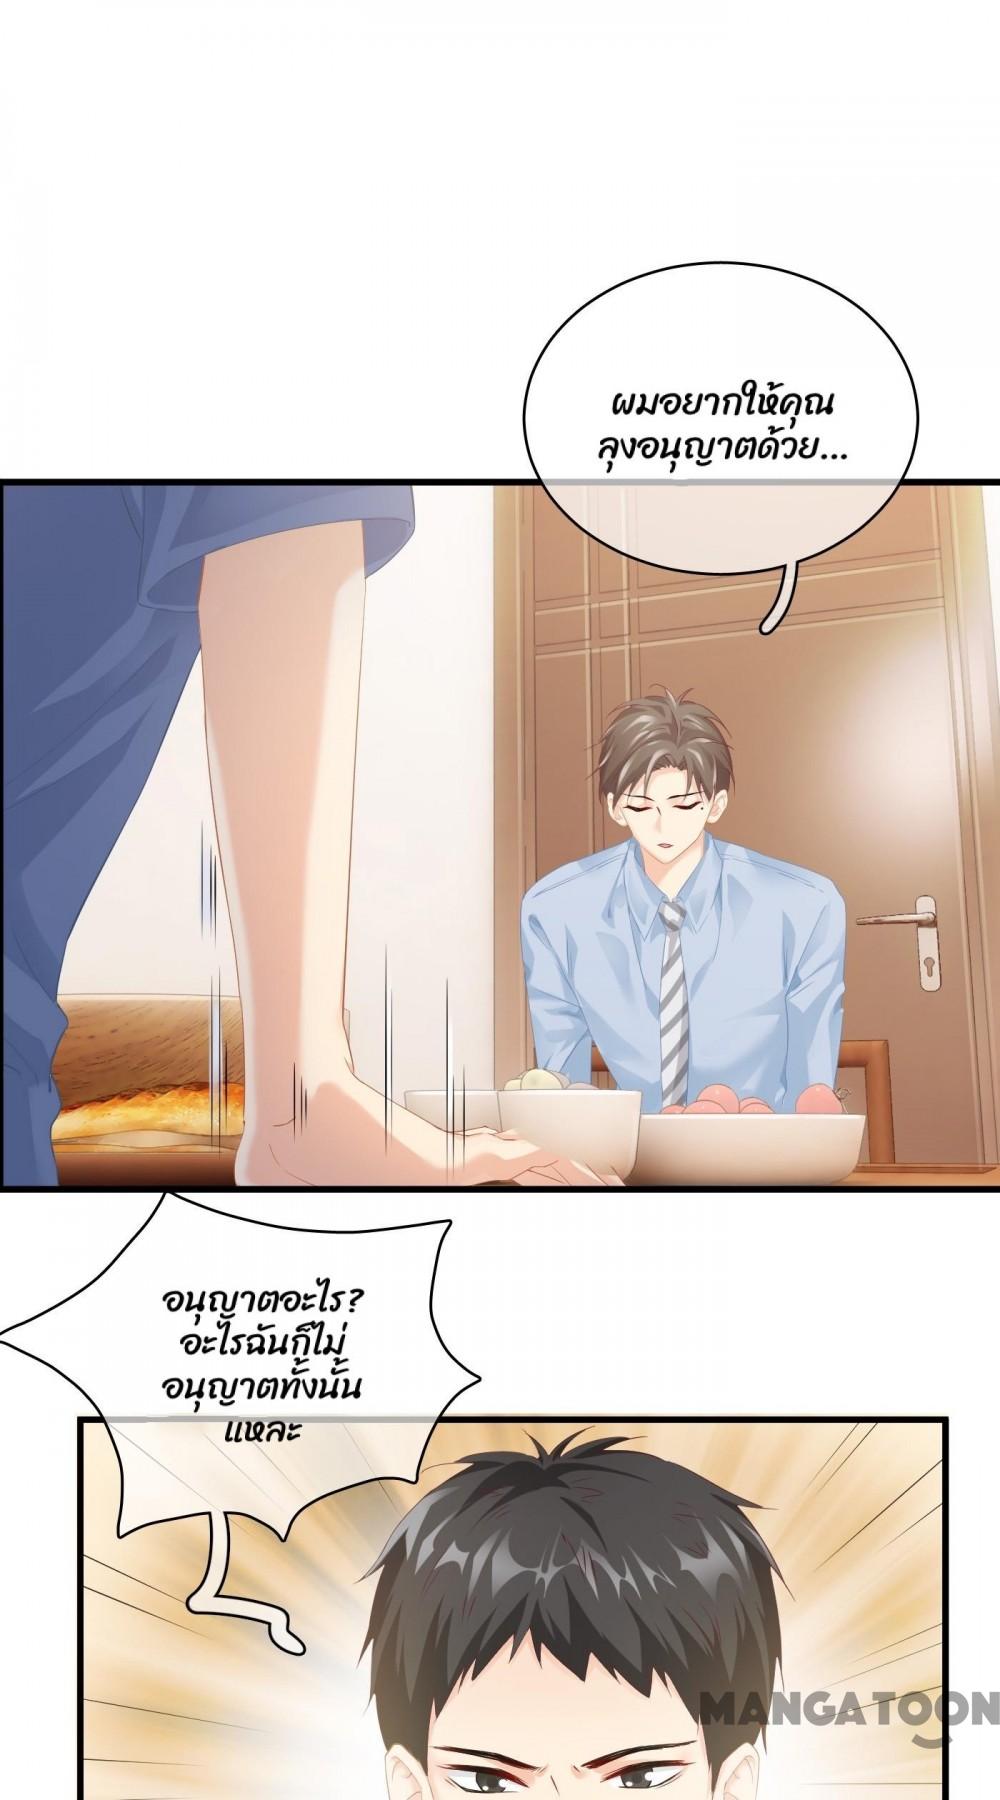 ผมอยากให้คุณ
ลุงอนุญาตด้วย...
อนุญาตอะไร?
อะไรฉันก็ไม่
อนุญาตทั้งนั้น
แหละ
MANGATOON